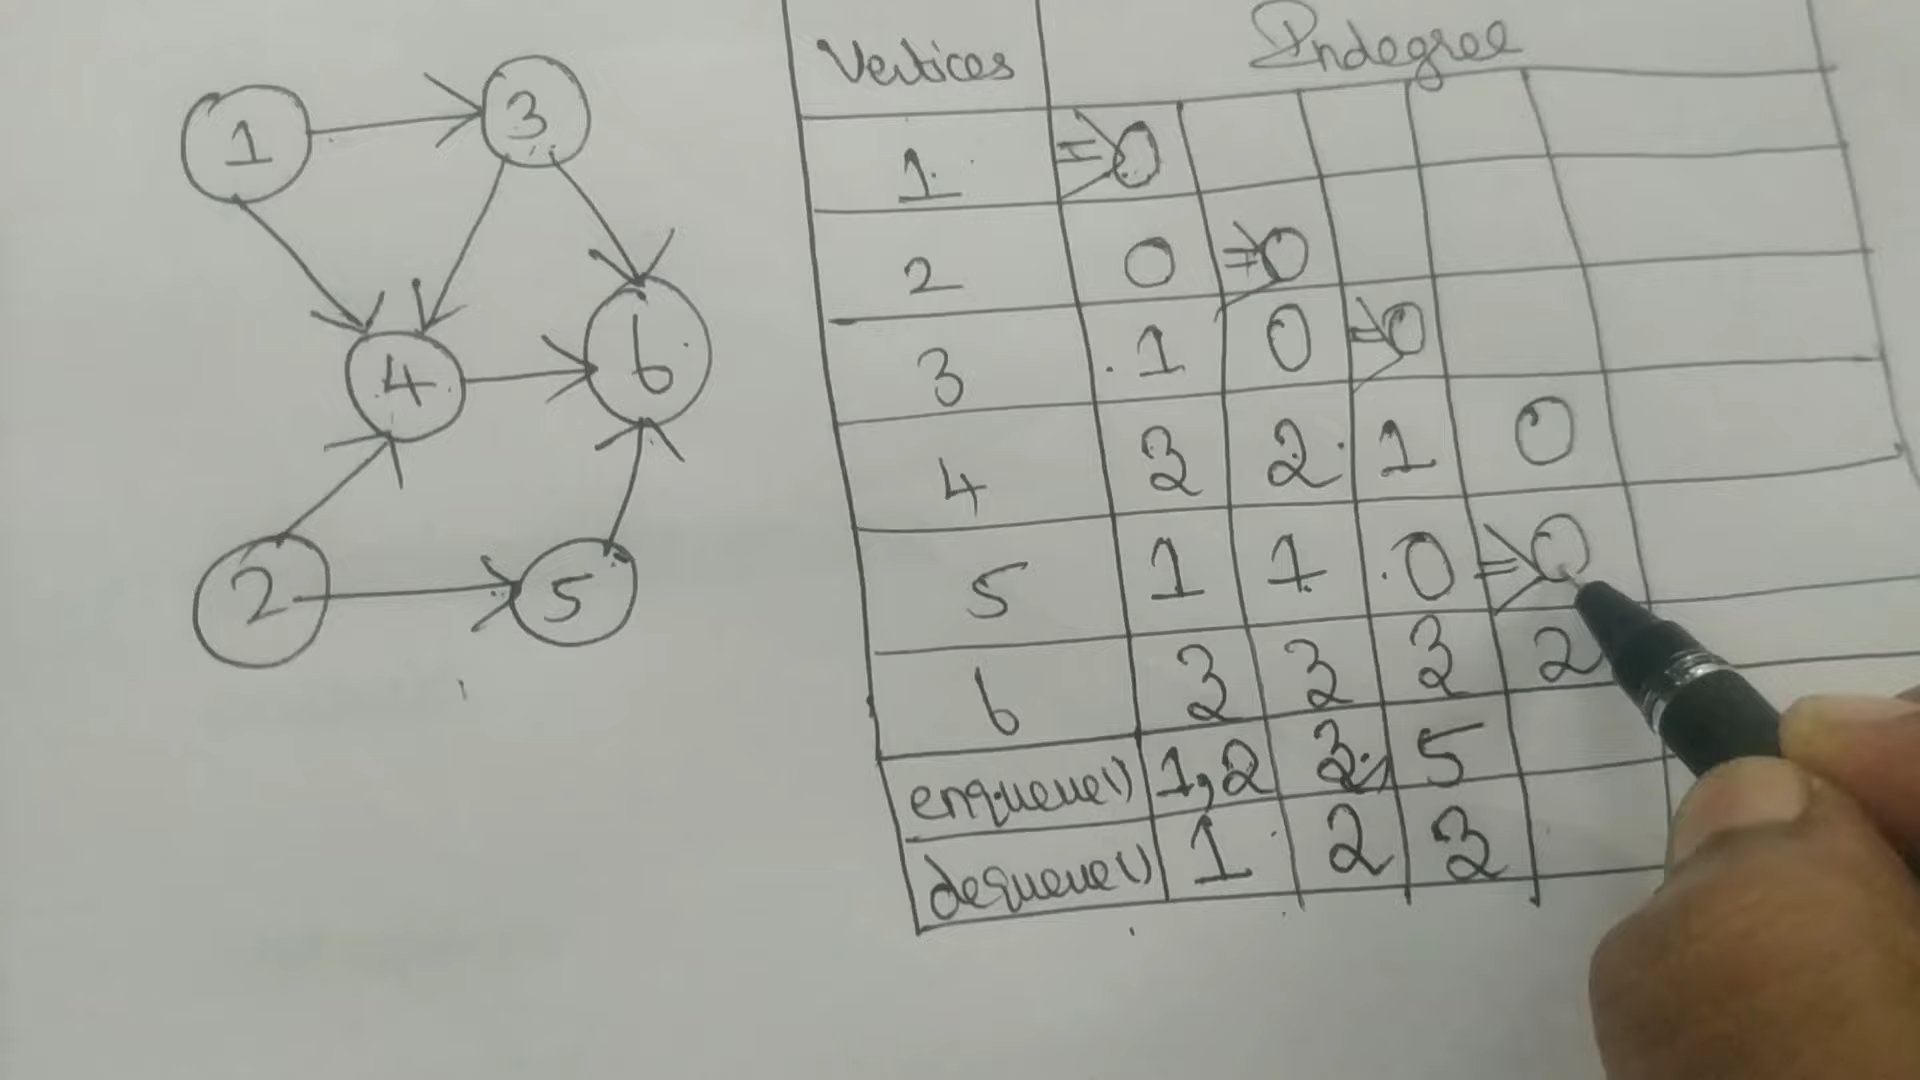 1
3
4
6
2
5
Vertices Indegree
1 ⇒0
2 0 ⇒0
3 1 0 ⇒0
4 3 2 1 0
5 1 1 0 ⇒0
6 3 3 3 2
enqueue() 1,2 3, 5
dequeue() 1 2 3